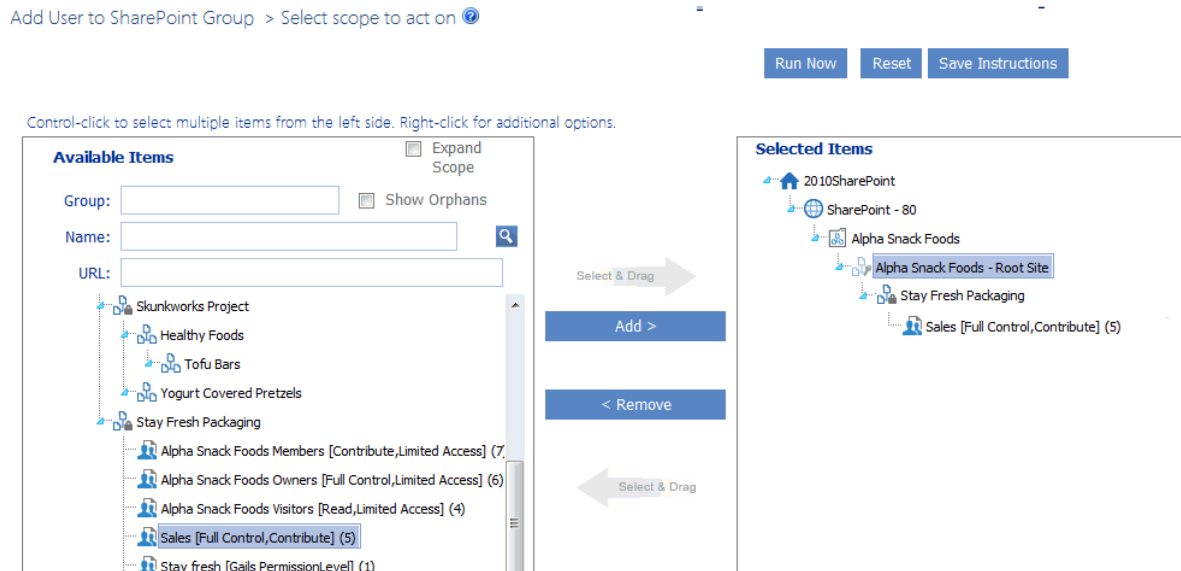 Add User to SharePoint Group > Select scope to act on
Run Now Reset Save Instructions
Control-click to select multiple items from the left side. Right-click for additional options.
Available Items
Expand Scope
Group:
Show Orphans
Name:
URL:
Skunkworks Project
Healthy Foods
Tofu Bars
Yogurt Covered Pretzels
Stay Fresh Packaging
Alpha Snack Foods Members [Contribute,Limited Access] (7)
Alpha Snack Foods Owners [Full Control,Limited Access] (6)
Alpha Snack Foods Visitors [Read,Limited Access] (4)
Sales [Full Control,Contribute] (5)
Stay fresh [Gails PermissionLevel] (1)
Select & Drag
Add >
< Remove
Select & Drag
Selected Items
2010SharePoint
SharePoint - 80
Alpha Snack Foods
Alpha Snack Foods - Root Site
Stay Fresh Packaging
Sales [Full Control,Contribute] (5)